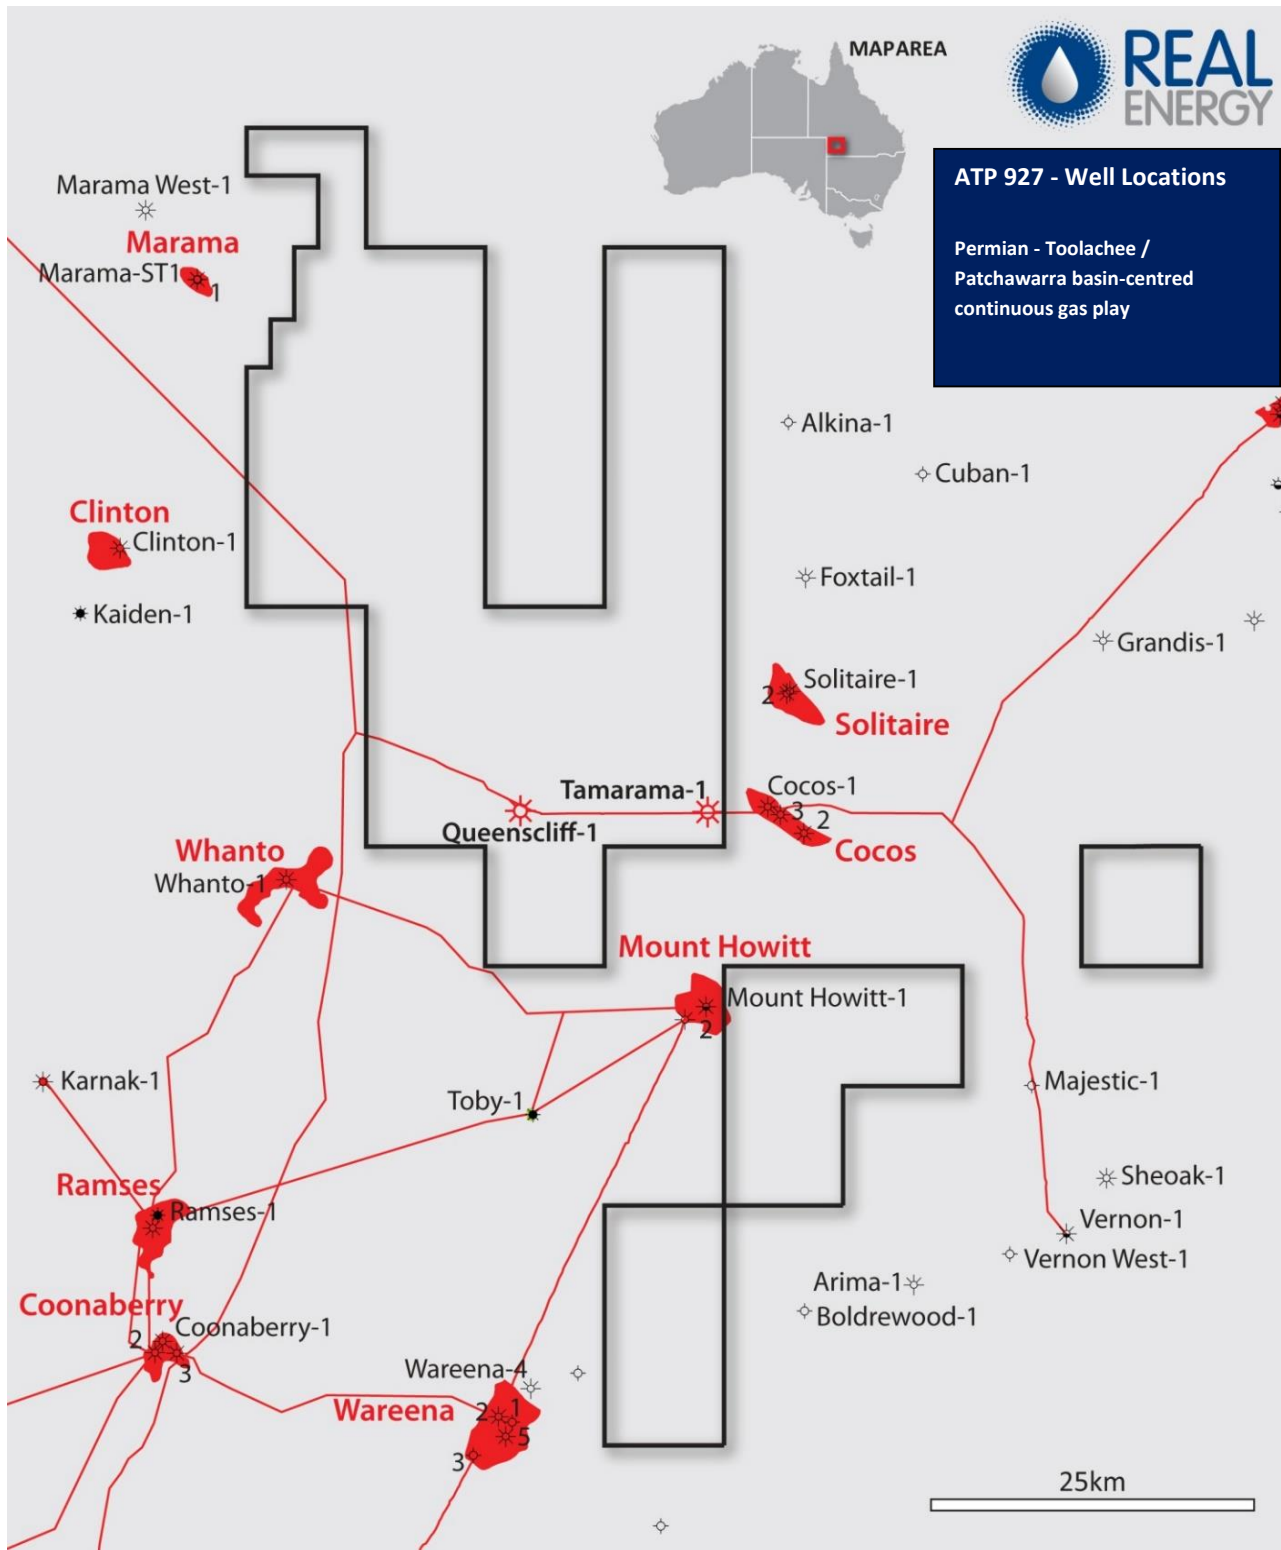 MAPAREA
REAL
ENERGY
ATP 927 - Well Locations
Permian - Toolachee /
Patchawarra basin-centred
continuous gas play
Marama West-1
Marama
Marama-ST1
1
Alkina-1
Cuban-1
Clinton
Clinton-1
Foxtail-1
Kaiden-1
Grandis-1
Solitaire-1
2
Solitaire
Tamarama-1
Cocos-1
3
2
Queenscliff-1
Cocos
Whanto
Whanto-1
Mount Howitt
Mount Howitt-1
2
Karnak-1
Toby-1
Majestic-1
Ramses
Ramses-1
Sheoak-1
Vernon-1
Vernon West-1
Arima-1
Boldrewood-1
Coonaberry
Coonaberry-1
2
3
Wareena-4
Wareena
2
1
5
3
25km